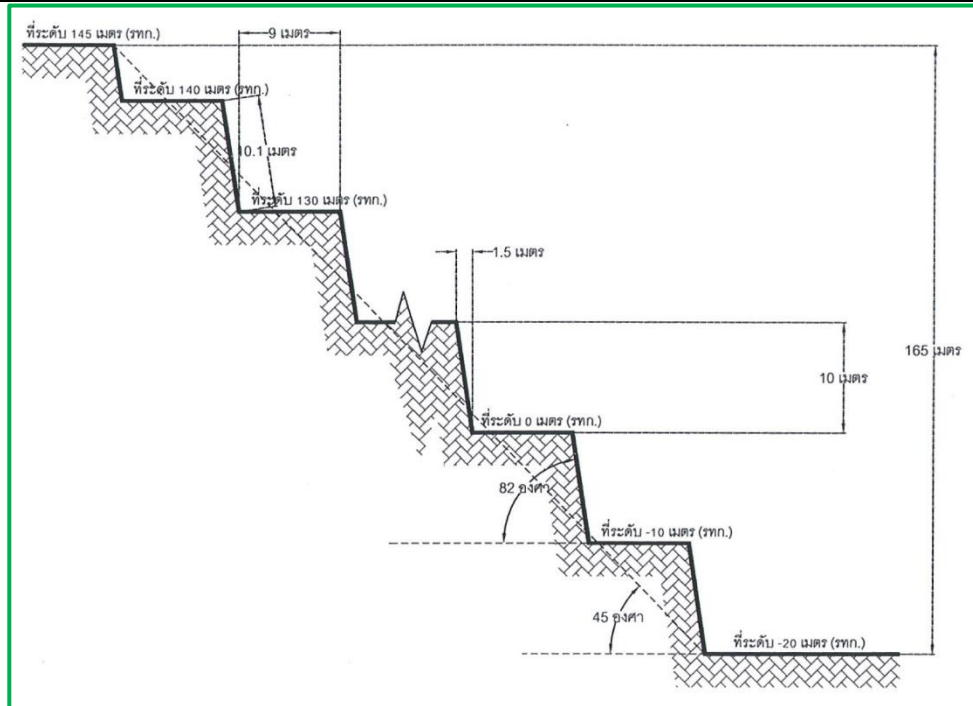 ที่ระดับ 145 เมตร (รทก.)
9 เมตร
ที่ระดับ 140 เมตร (รทก.)
10.1 เมตร
ที่ระดับ 130 เมตร (รทก.)
1.5 เมตร
165 เมตร
10 เมตร
ที่ระดับ 0 เมตร (รทก.)
82 องศา
ที่ระดับ -10 เมตร (รทก.)
45 องศา
ที่ระดับ -20 เมตร (รทก.)